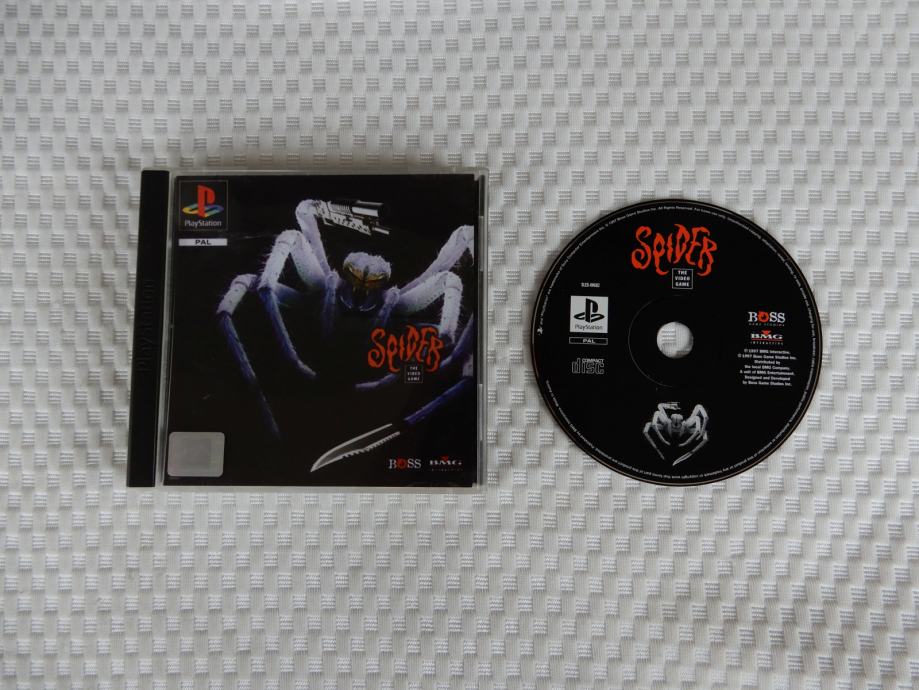 PlayStation
PlayStation
PAL
SPIDER
THE
VIDEO
GAME
BOSS
BMG
INTERACTIVE
SPIDER
THE
VIDEO
GAME
PlayStation
PAL
COMPACT
disc
BOSS
GAME STUDIOS
BMG
INTERACTIVE
© 1997 BMG Interactive.
© 1997 Boss Game Studios Inc.
Distributed by
the local BMG Company.
A unit of BMG Entertainment.
Designed and Developed
by Boss Game Studios Inc.